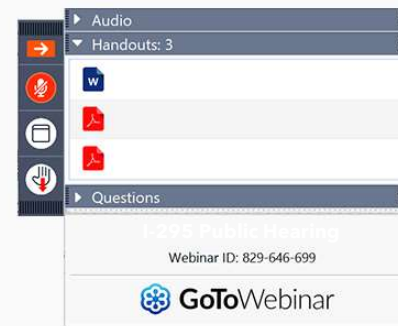 Audio
Handouts: 3
W
Questions
I-295 Public Hearing
Webinar ID: 829-646-699
GoToWebinar